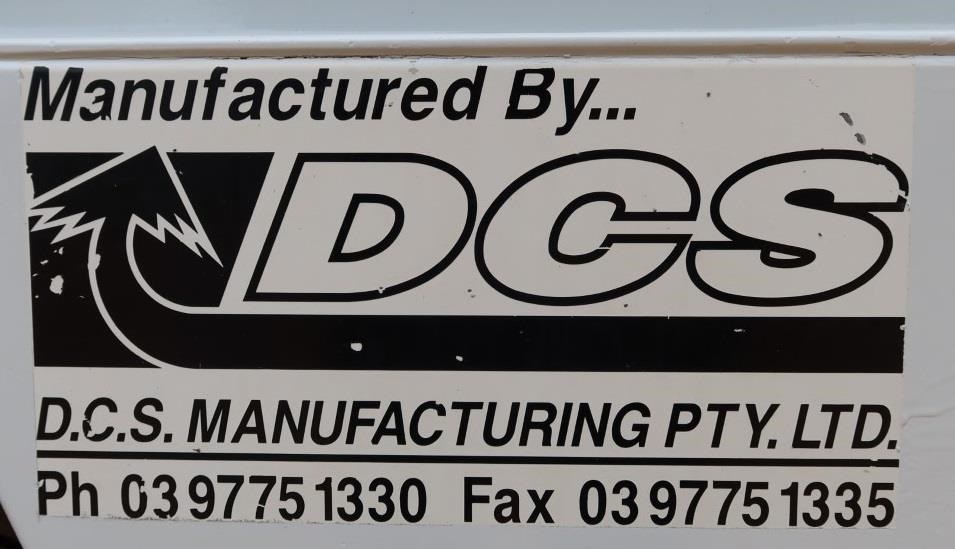 Manufactured By...
DCS
D.C.S. MANUFACTURING PTY. LTD.
Ph 03 9775 1330 Fax 03 9775 1335